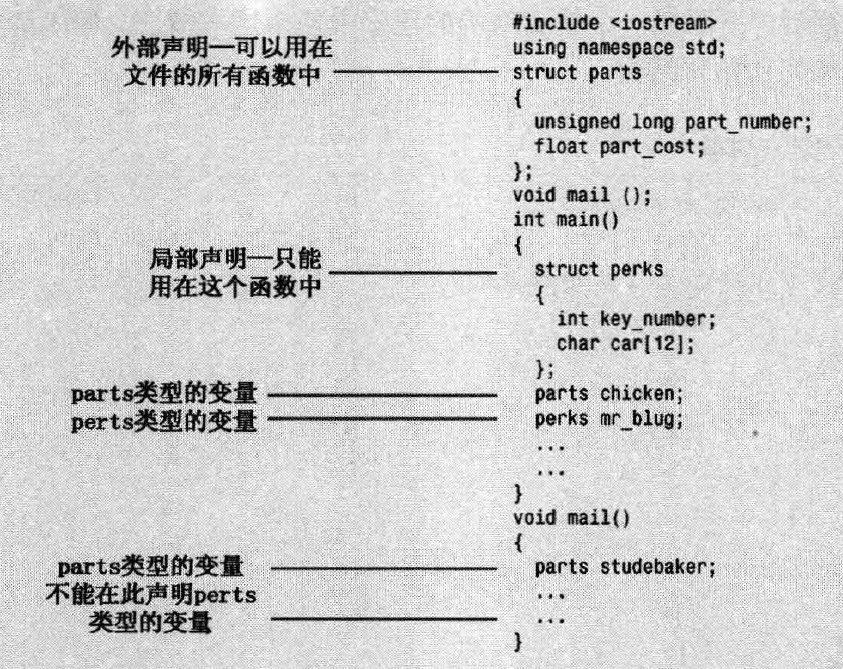 外部声明—可以用在
文件的所有函数中
#include <iostream>
using namespace std;
struct parts
{
unsigned long part_number;
float part_cost;
};
void mail ();
int main()
{
局部声明—只能
用在这个函数中
struct perks
{
int key_number;
char car[12];
};
parts类型的变量
parts chicken;
perts类型的变量
perks mr_blug;
...
...
}
void mail()
{
parts类型的变量
parts studebaker;
不能在此声明perts
类型的变量
...
...
}